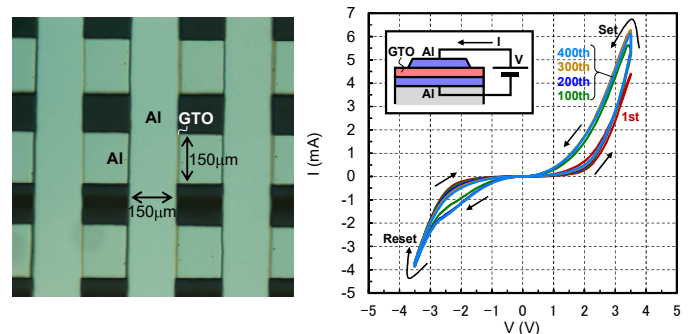 Al
GTO
Al
150μm
150μm
I (mA)
7
6
5
4
3
2
1
0
-1
-2
-3
-4
-5
-5
-4
-3
-2
-1
0
1
2
3
4
5
V (V)
Al
I
GTO
V
Al
Set
400th
300th
200th
100th
1st
Reset